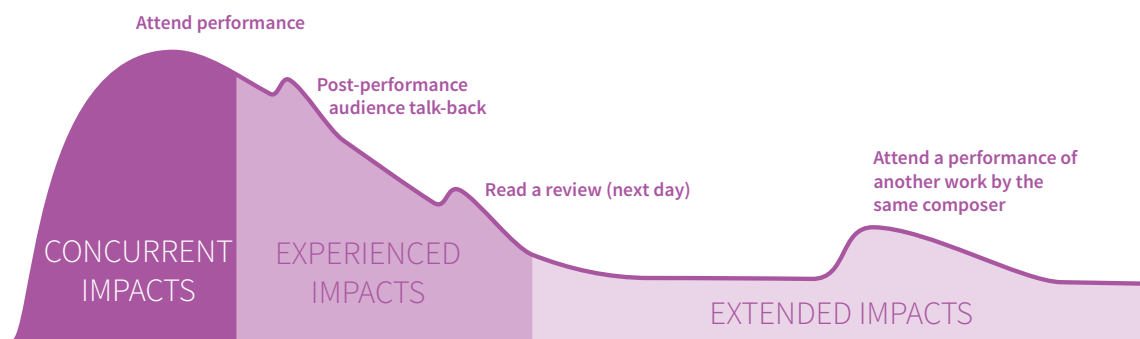 Attend performance
Post-performance
audience talk-back
Read a review (next day)
Attend a performance of
another work by the
same composer
CONCURRENT
IMPACTS
EXPERIENCED
IMPACTS
EXTENDED IMPACTS